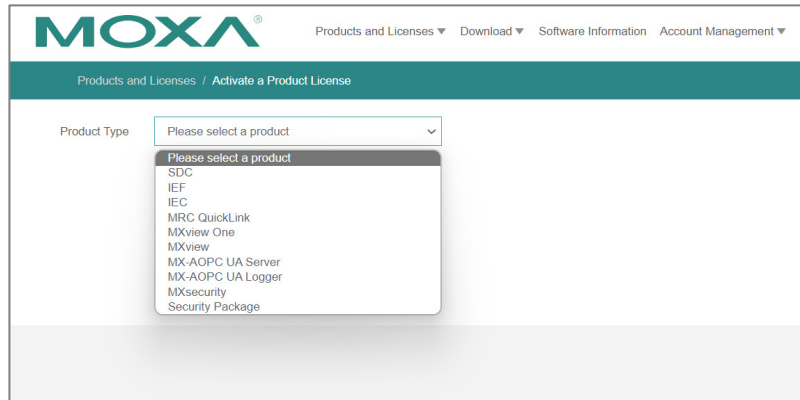 MOXA®
Products and Licenses ▼ Download ▼ Software Information Account Management ▼
Products and Licenses / Activate a Product License
Product Type Please select a product
Please select a product
SDC
IEF
IEC
MRC QuickLink
MXview One
MXview
MX-AOPC UA Server
MX-AOPC UA Logger
MXsecurity
Security Package